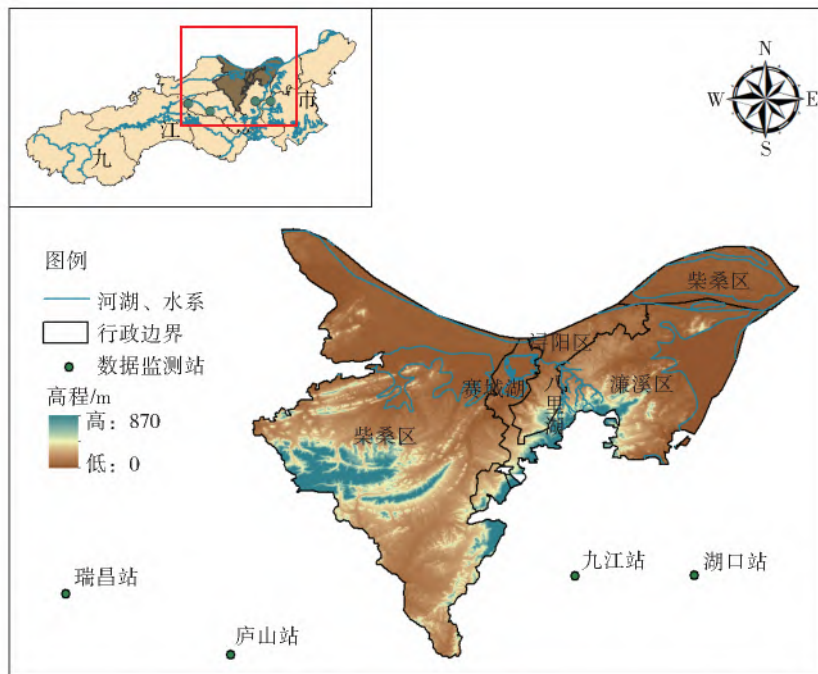 九
江
市
N
W
E
S
图例
河湖、水系
行政边界
数据监测站
高程/m
高：870
低：0
柴桑区
浔阳区
赛城湖
八里湖
濂溪区
柴桑区
瑞昌站
庐山站
九江站
湖口站